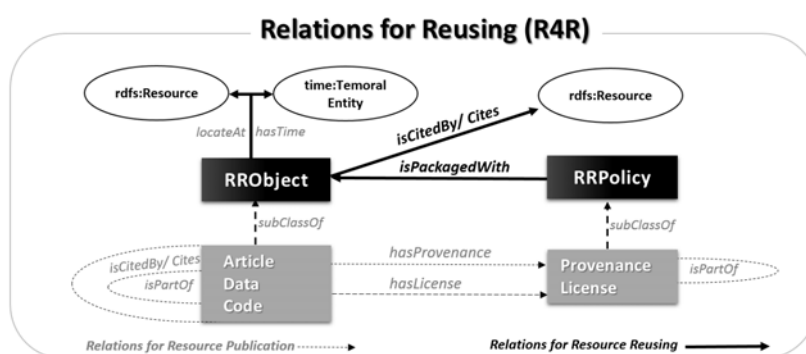 Relations for Reusing (R4R)
rdfs:Resource
time:Temoral
Entity
rdfs:Resource
locateAt
hasTime
isCitedBy/ Cites
isPackagedWith
RRObject
RRPolicy
subClassOf
subClassOf
isCitedBy/ Cites
isPartOf
Article
Data
Code
hasProvenance
hasLicense
Provenance
License
isPartOf
Relations for Resource Publication
Relations for Resource Reusing